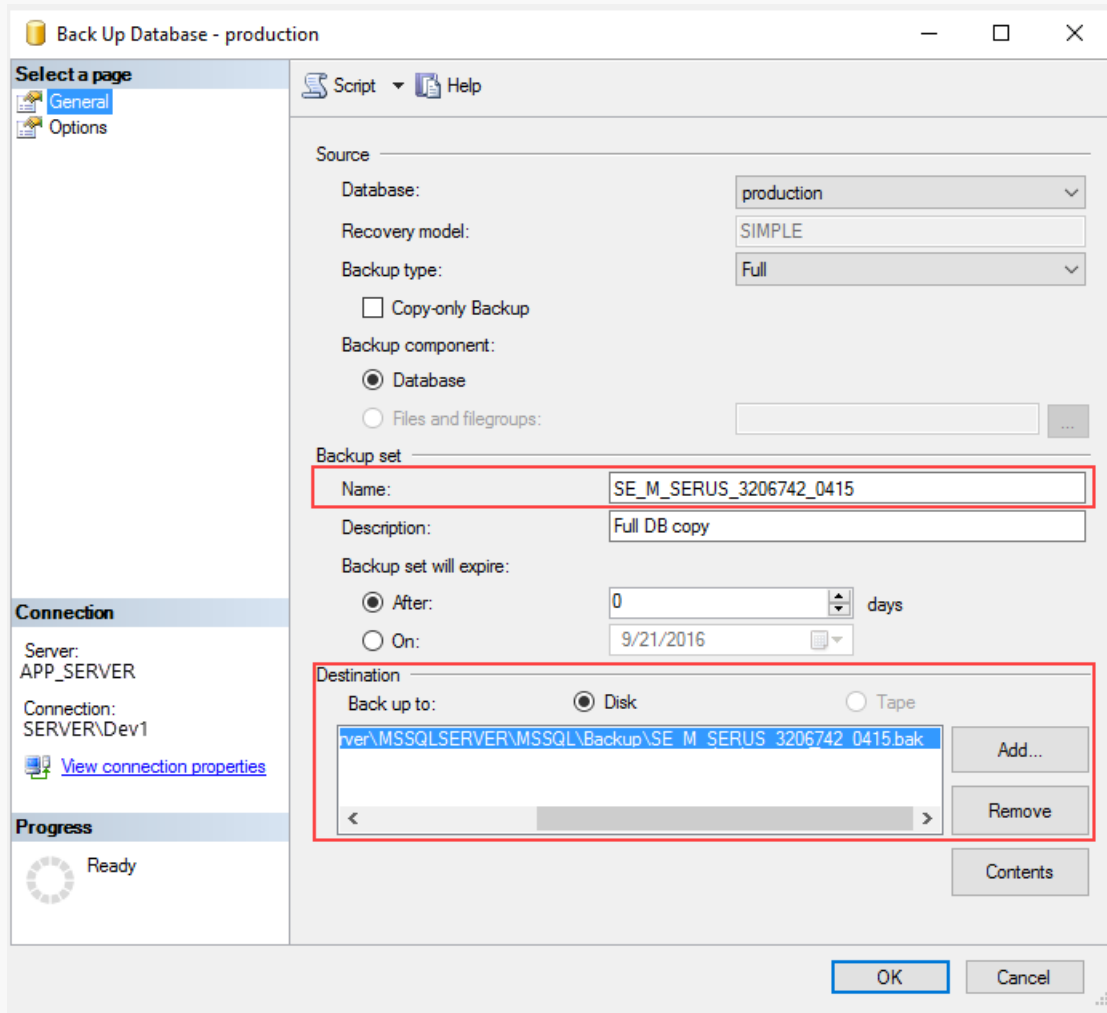 Back Up Database - production
Select a page
General
Options
Script Help
Source
Database: production
Recovery model: SIMPLE
Backup type: Full
Copy-only Backup
Backup component:
Database
Files and filegroups: ...
Backup set
Name: SE_M_SERUS_3206742_0415
Description: Full DB copy
Backup set will expire:
After: 0 days
On: 9/21/2016
Destination
Back up to: Disk Tape
rver\MSSQLSERVER\MSSQL\Backup\SE_M_SERUS_3206742_0415.bak
Add...
Remove
Contents
Connection
Server:
APP_SERVER
Connection:
SERVER\Dev1
View connection properties
Progress
Ready
OK Cancel